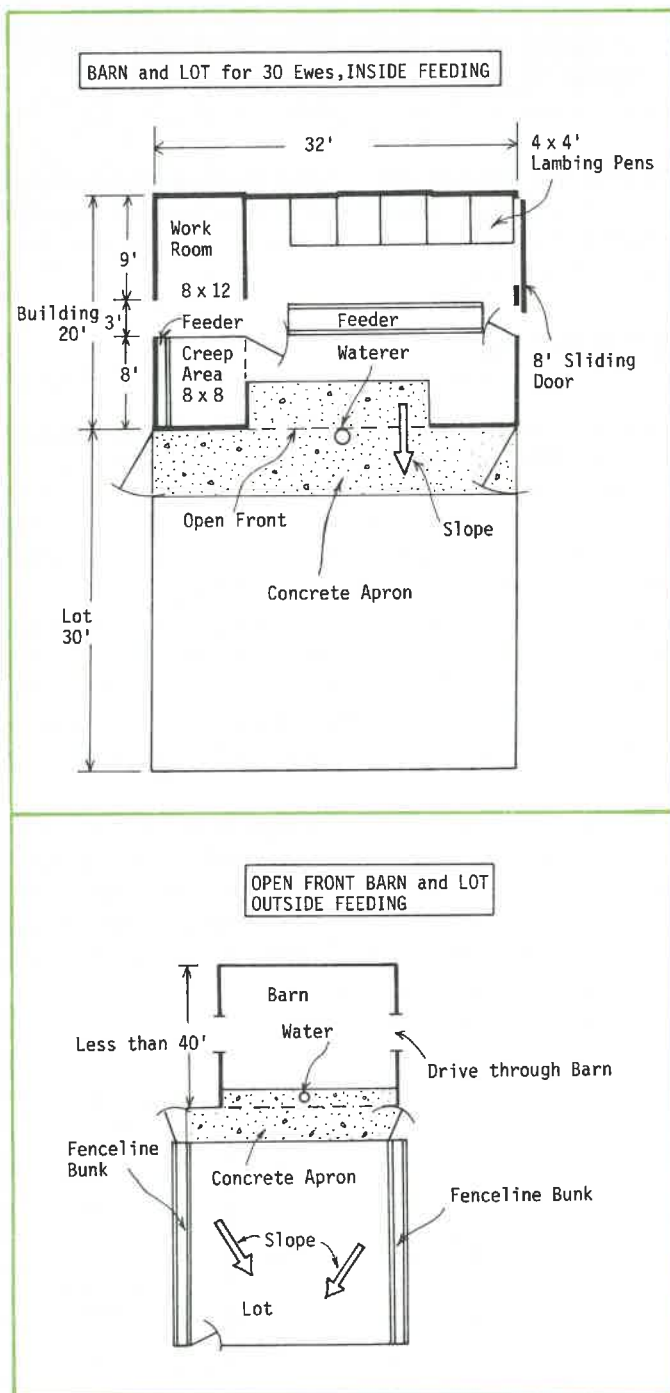 BARN and LOT for 30 Ewes,INSIDE FEEDING
32'
4 x 4'
Lambing Pens
Work
Room
9'
8 x 12
Building
20'
3'
Feeder
Feeder
8'
Creep
Area
8 x 8
Waterer
8' Sliding
Door
Open Front
Slope
Concrete Apron
Lot
30'
OPEN FRONT BARN and LOT
OUTSIDE FEEDING
Barn
Less than 40'
Water
Drive through Barn
Fenceline
Bunk
Concrete Apron
Fenceline Bunk
Slope
Lot